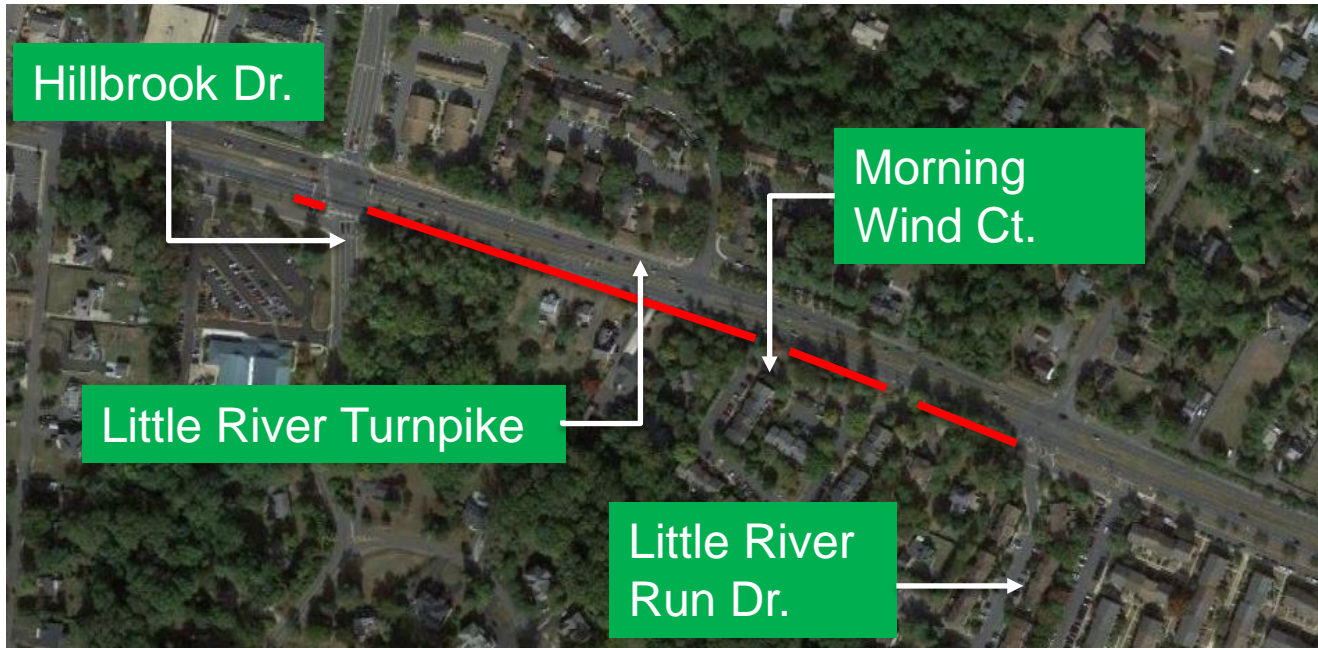 Hillbrook Dr.
Morning
Wind Ct.
Little River Turnpike
Little River
Run Dr.